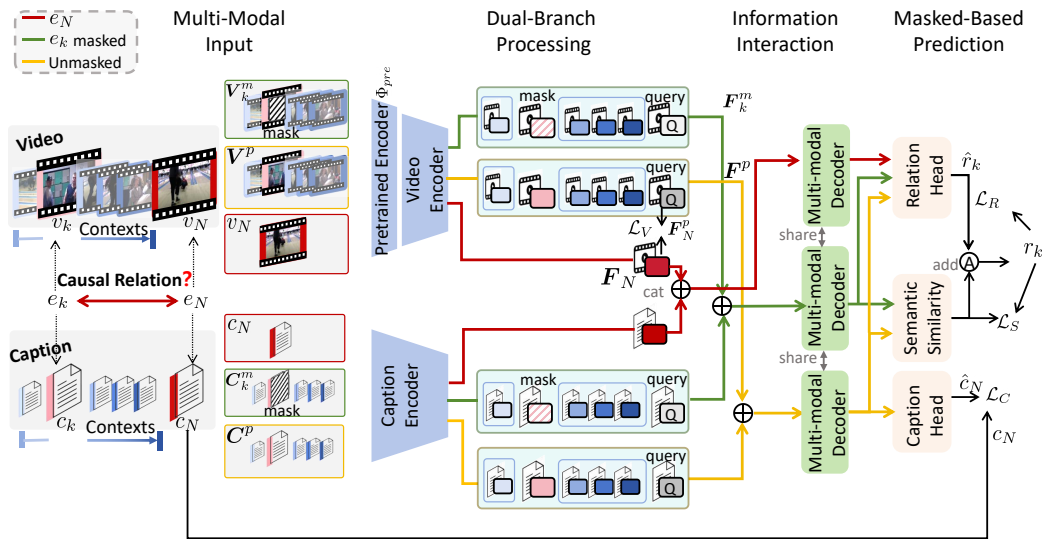 e_N
e_k masked
Unmasked
Multi-Modal
Input
Dual-Branch
Processing
Information
Interaction
Masked-Based
Prediction
Video
v_k
v_N
Contexts
Causal Relation?
e_k
e_N
Caption
c_k
c_N
Contexts
V_k^m
mask
V^p
v_N
c_N
C_k^m
mask
C^p
Pretrained Encoder Φ_pre
Video
Encoder
Caption
Encoder
mask
query
Q
query
Q
L_V
F_N^p
F_N
cat
mask
query
Q
query
Q
F_k^m
F^p
Multi-modal
Decoder
share
Multi-modal
Decoder
share
Multi-modal
Decoder
Relation
Head
Semantic
Similarity
Caption
Head
r̂_k
L_R
add
A
r_k
L_S
ĉ_N
L_C
c_N